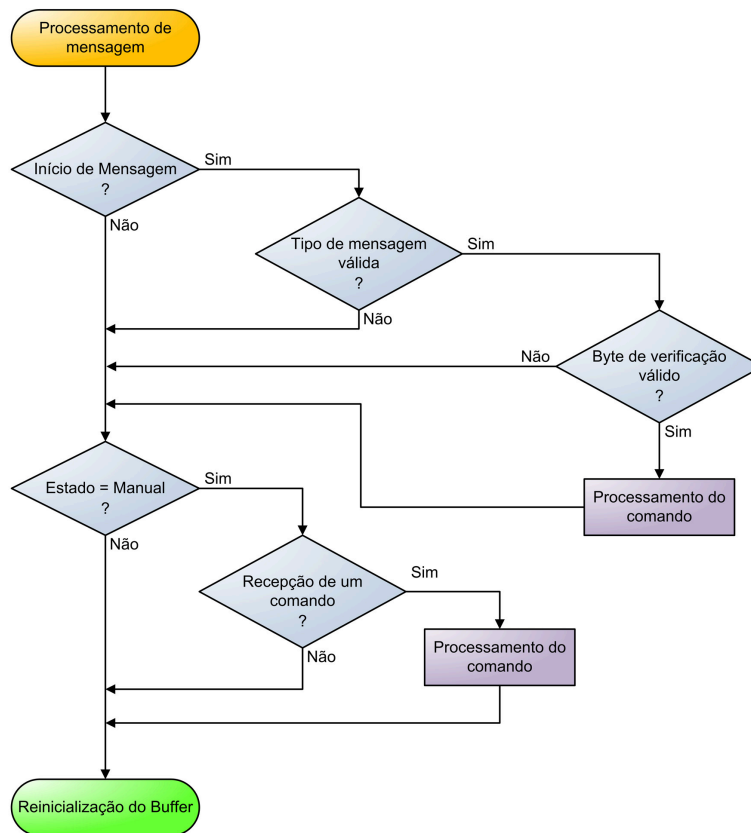 Processamento de
mensagem
Início de Mensagem
?
Sim
Não
Tipo de mensagem
válida
?
Sim
Não
Byte de verificação
válido
?
Não
Sim
Processamento do
comando
Estado = Manual
?
Sim
Não
Recepção de um
comando
?
Sim
Não
Processamento do
comando
Reinicialização do Buffer